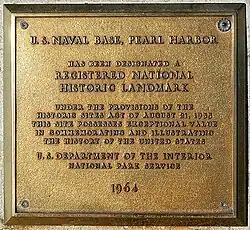 U.S. NAVAL BASE, PEARL HARBOR
HAS BEEN DESIGNATED A
REGISTERED NATIONAL
HISTORIC LANDMARK
UNDER THE PROVISIONS OF THE
HISTORIC SITES ACT OF AUGUST 21, 1935
THIS SITE POSSESSES EXCEPTIONAL VALUE
IN COMMEMORATING AND ILLUSTRATING
THE HISTORY OF THE UNITED STATES
U.S. DEPARTMENT OF THE INTERIOR
NATIONAL PARK SERVICE
1964